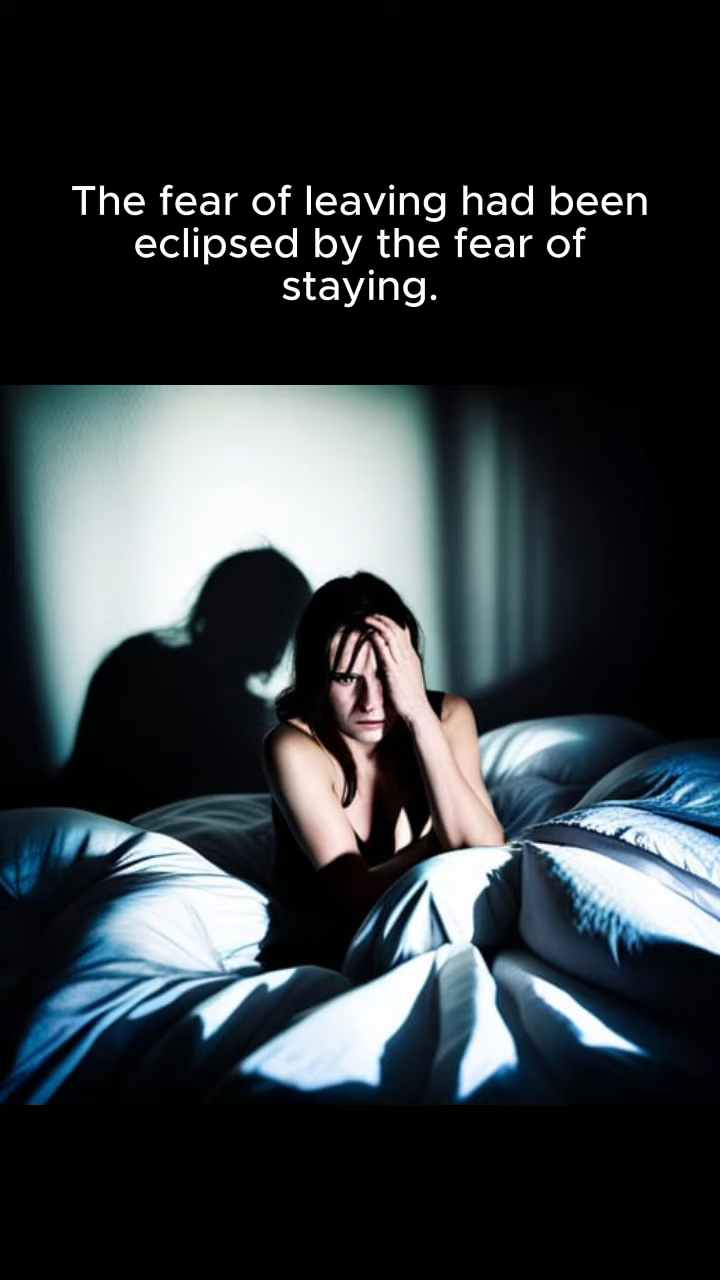 The fear of leaving had been
eclipsed by the fear of
staying.